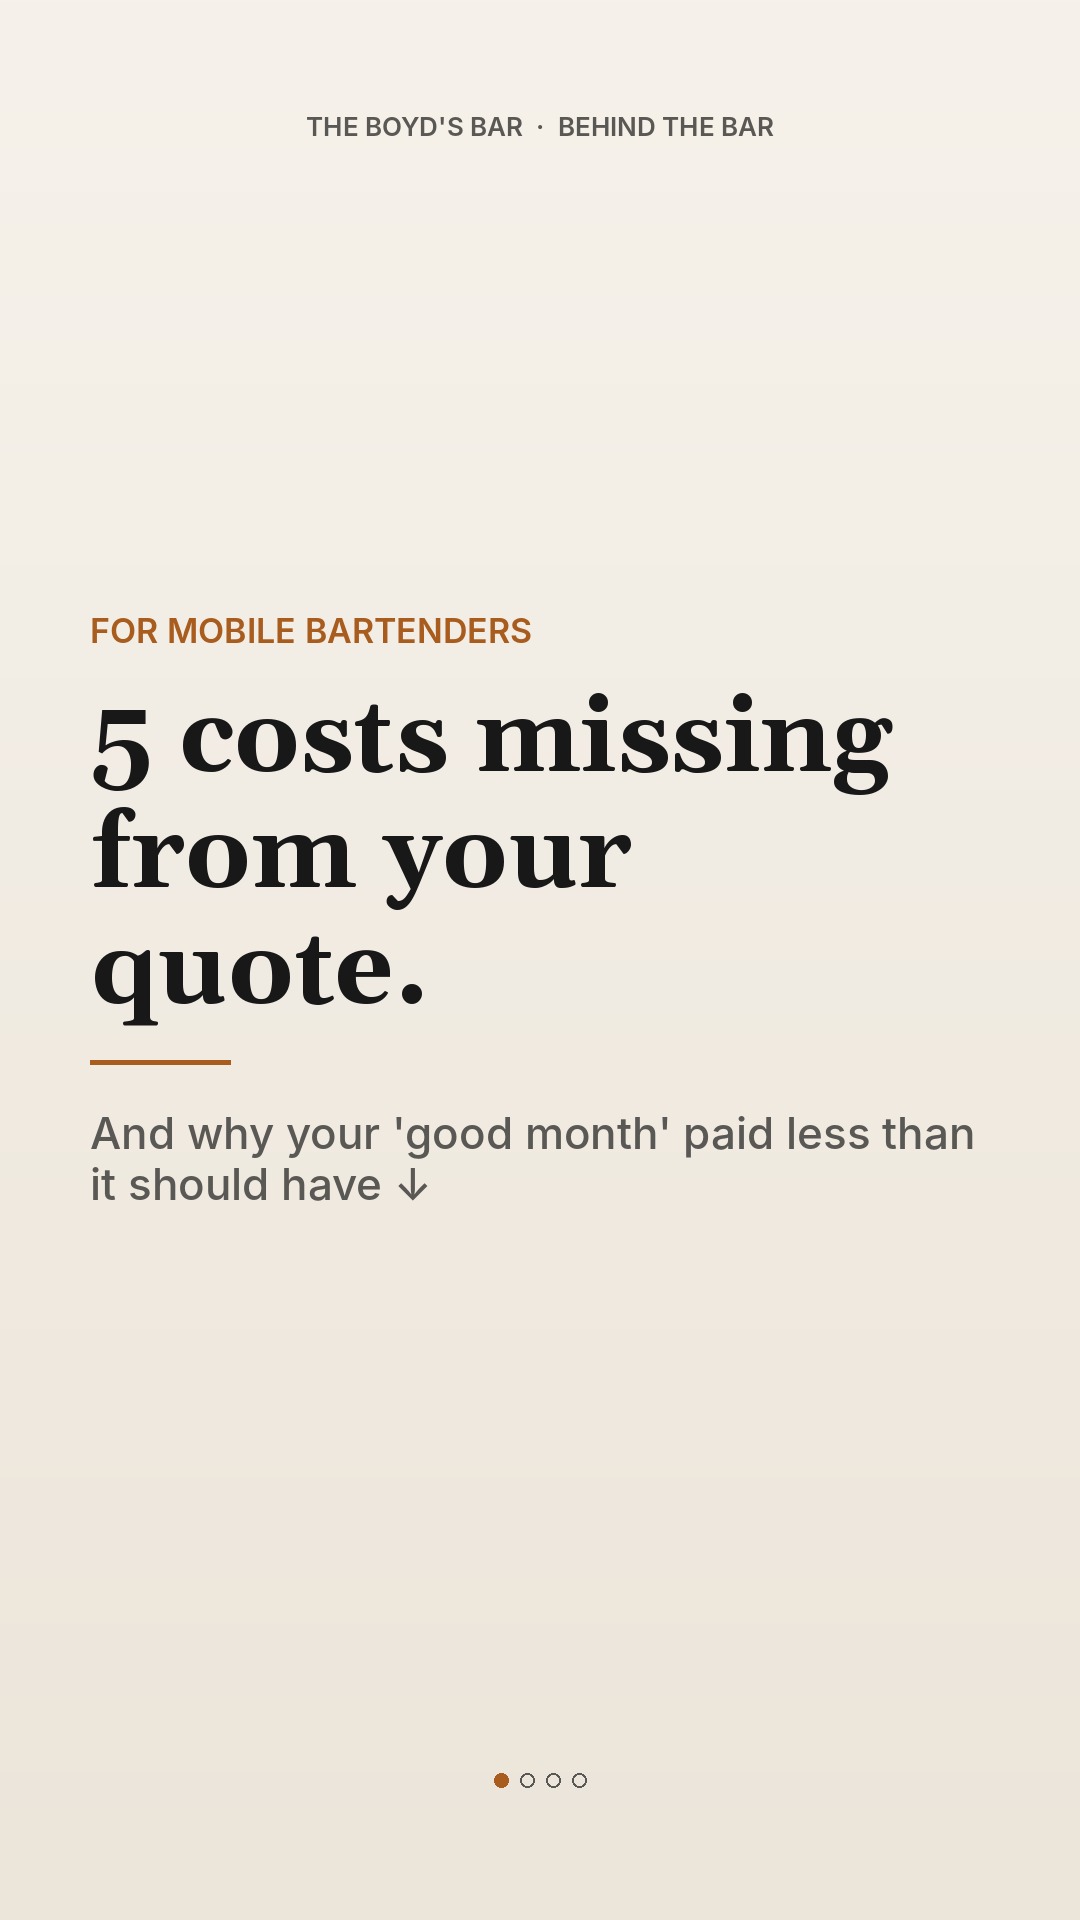 THE BOYD'S BAR · BEHIND THE BAR
FOR MOBILE BARTENDERS
5 costs missing
from your
quote.
And why your 'good month' paid less than
it should have ↓